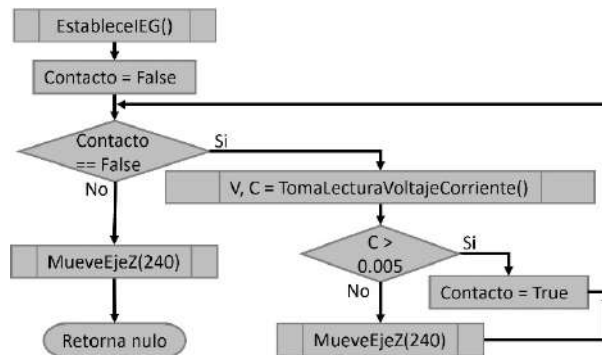 EstableceIEG()
Contacto = False
Contacto
== False
Si
No
V, C = TomaLecturaVoltajeCorriente()
C >
0.005
Si
No
MueveEjeZ(240)
Contacto = True
Retorna nulo
MueveEjeZ(240)